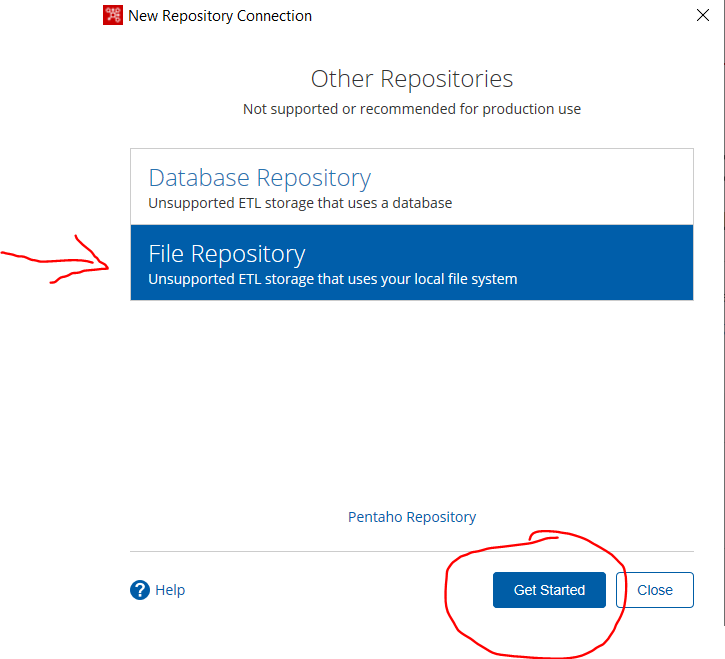 New Repository Connection
Other Repositories
Not supported or recommended for production use
Database Repository
Unsupported ETL storage that uses a database
File Repository
Unsupported ETL storage that uses your local file system
Pentaho Repository
? Help
Get Started
Close